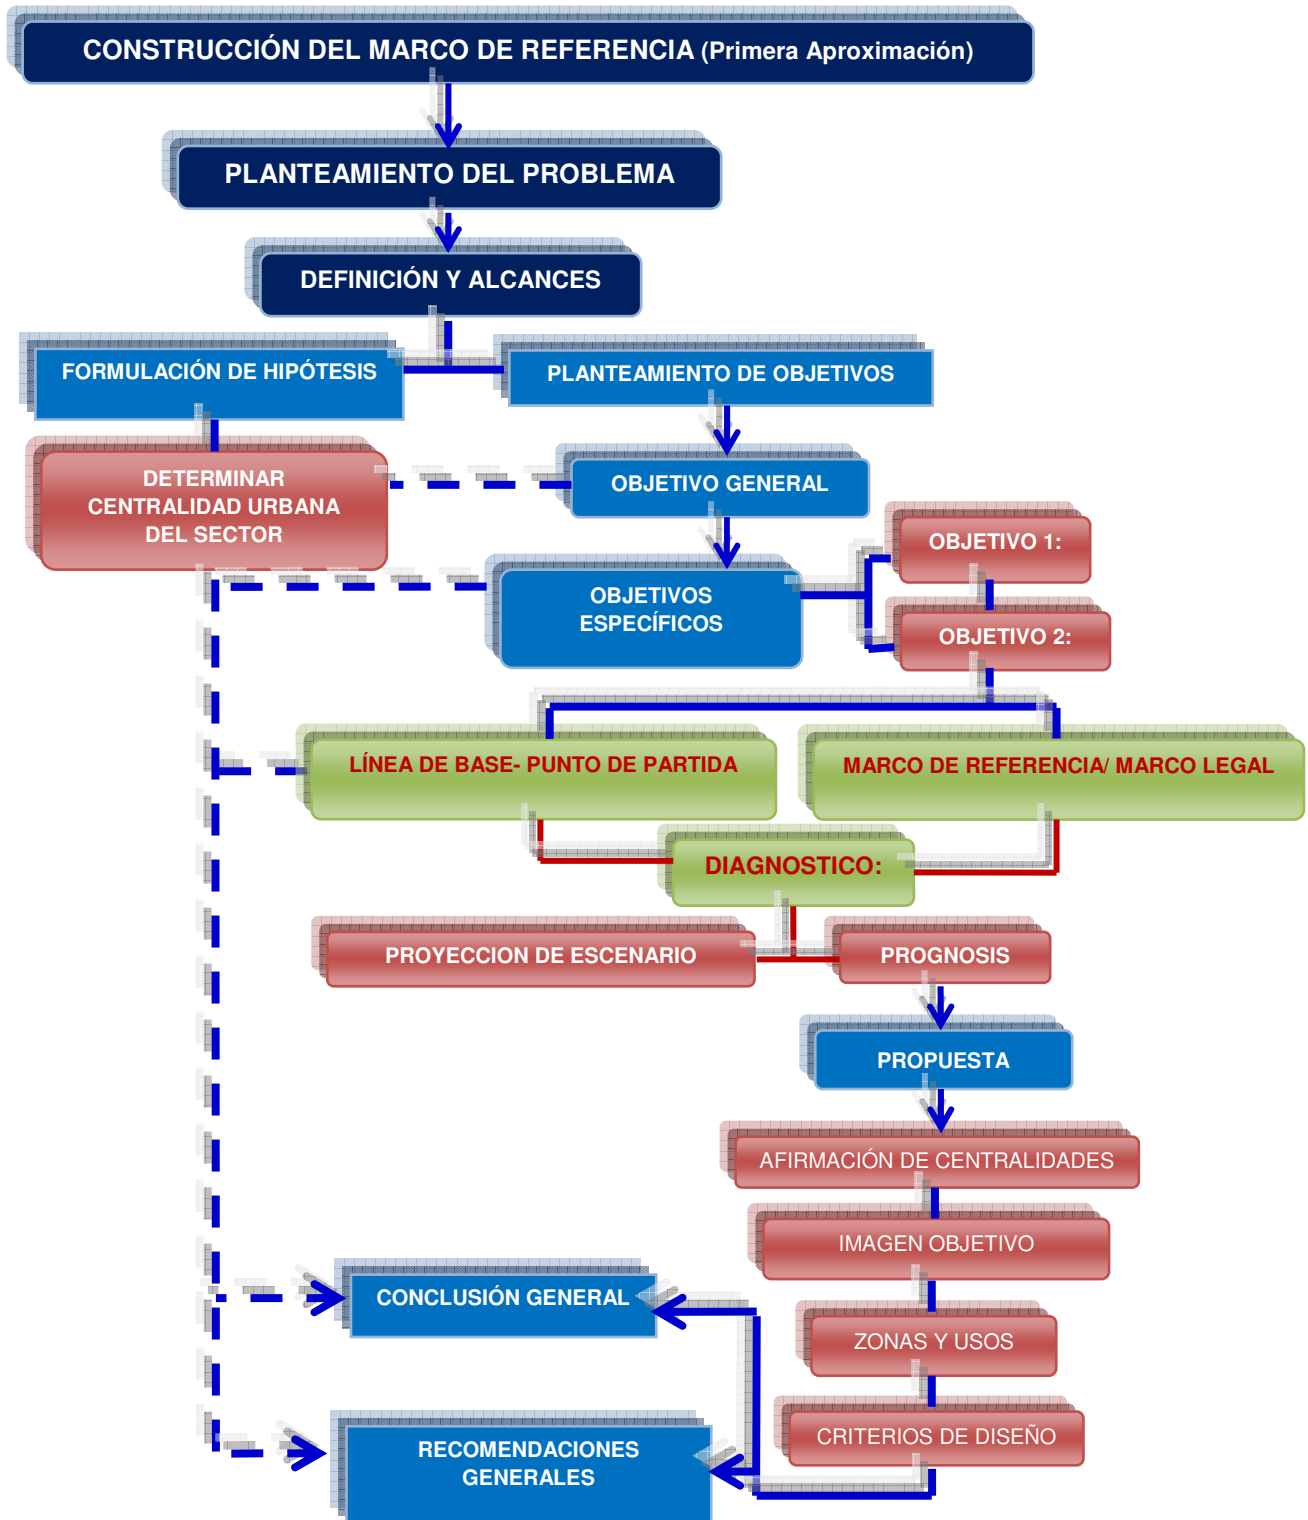 CONSTRUCCIÓN DEL MARCO DE REFERENCIA (Primera Aproximación)
PLANTEAMIENTO DEL PROBLEMA
DEFINICIÓN Y ALCANCES
FORMULACIÓN DE HIPÓTESIS
PLANTEAMIENTO DE OBJETIVOS
DETERMINAR
CENTRALIDAD URBANA
DEL SECTOR
OBJETIVO GENERAL
OBJETIVO 1:
OBJETIVOS
ESPECÍFICOS
OBJETIVO 2:
LÍNEA DE BASE- PUNTO DE PARTIDA
MARCO DE REFERENCIA/ MARCO LEGAL
DIAGNOSTICO:
PROYECCION DE ESCENARIO
PROGNOSIS
PROPUESTA
AFIRMACIÓN DE CENTRALIDADES
IMAGEN OBJETIVO
CONCLUSIÓN GENERAL
ZONAS Y USOS
CRITERIOS DE DISEÑO
RECOMENDACIONES
GENERALES